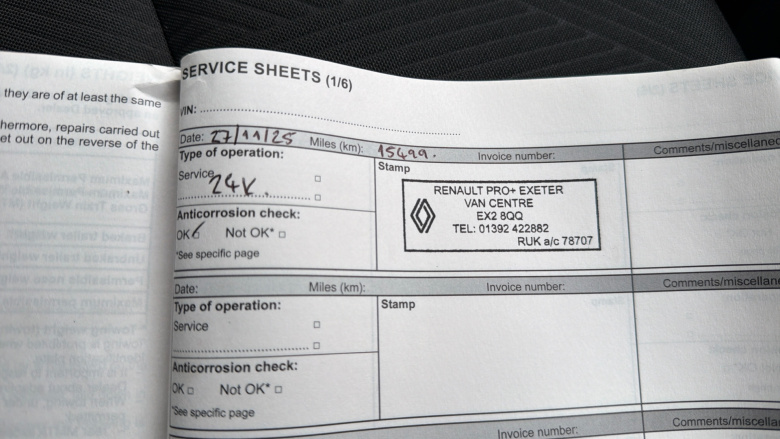 they are of at least the same
hermore, repairs carried out
et out on the reverse of the
SERVICE SHEETS (1/6)
VIN:
Date: 27/11/25 Miles (km): 15499. Invoice number: Comments/miscellaneo
Type of operation:
Stamp
Service
24K.
Anticorrosion check:
OK Not OK*
*See specific page
RENAULT PRO+ EXETER
VAN CENTRE
EX2 8QQ
TEL: 01392 422882
RUK a/c 78707
Date: Miles (km): Invoice number: Comments/miscellan
Type of operation:
Stamp
Service
Anticorrosion check:
OK Not OK*
*See specific page
Invoice number: Comments/miscella